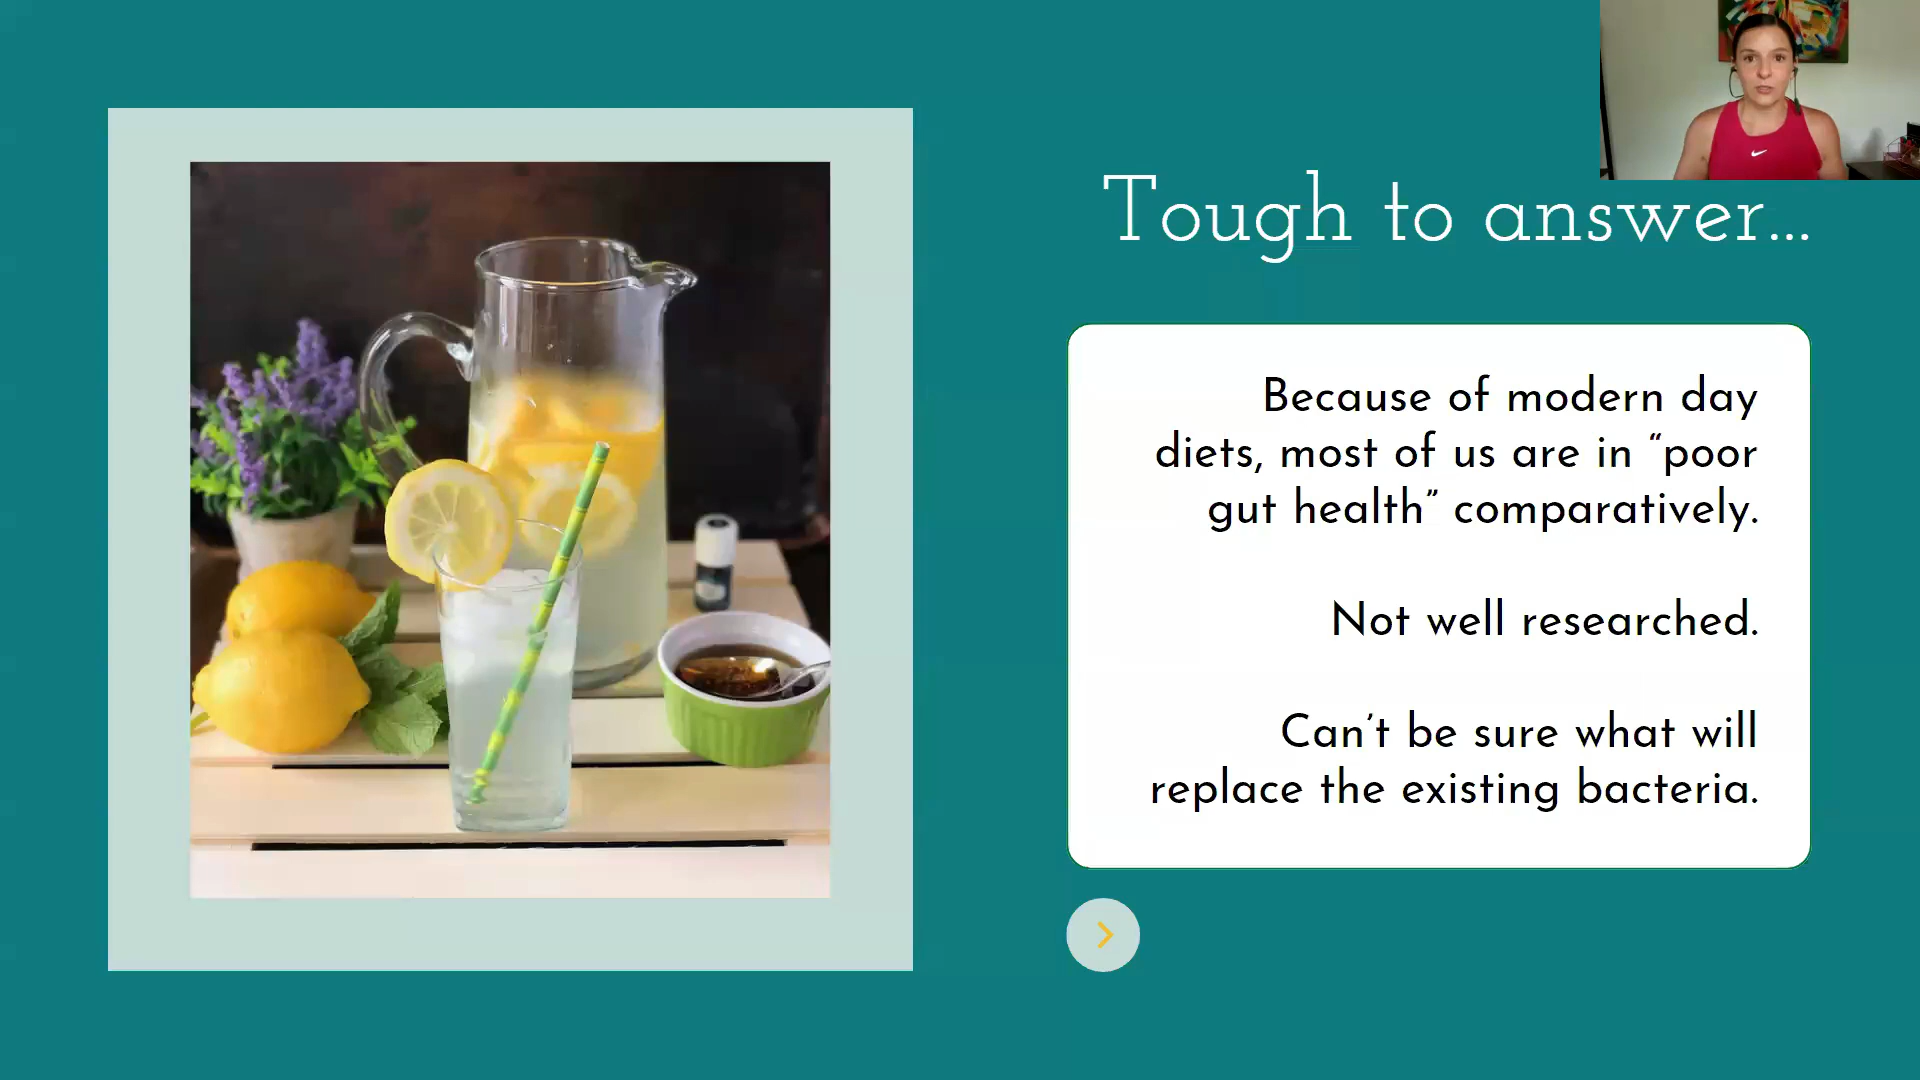 Tough to answer...
Because of modern day
diets, most of us are in “poor
gut health” comparatively.
Not well researched.
Can’t be sure what will
replace the existing bacteria.